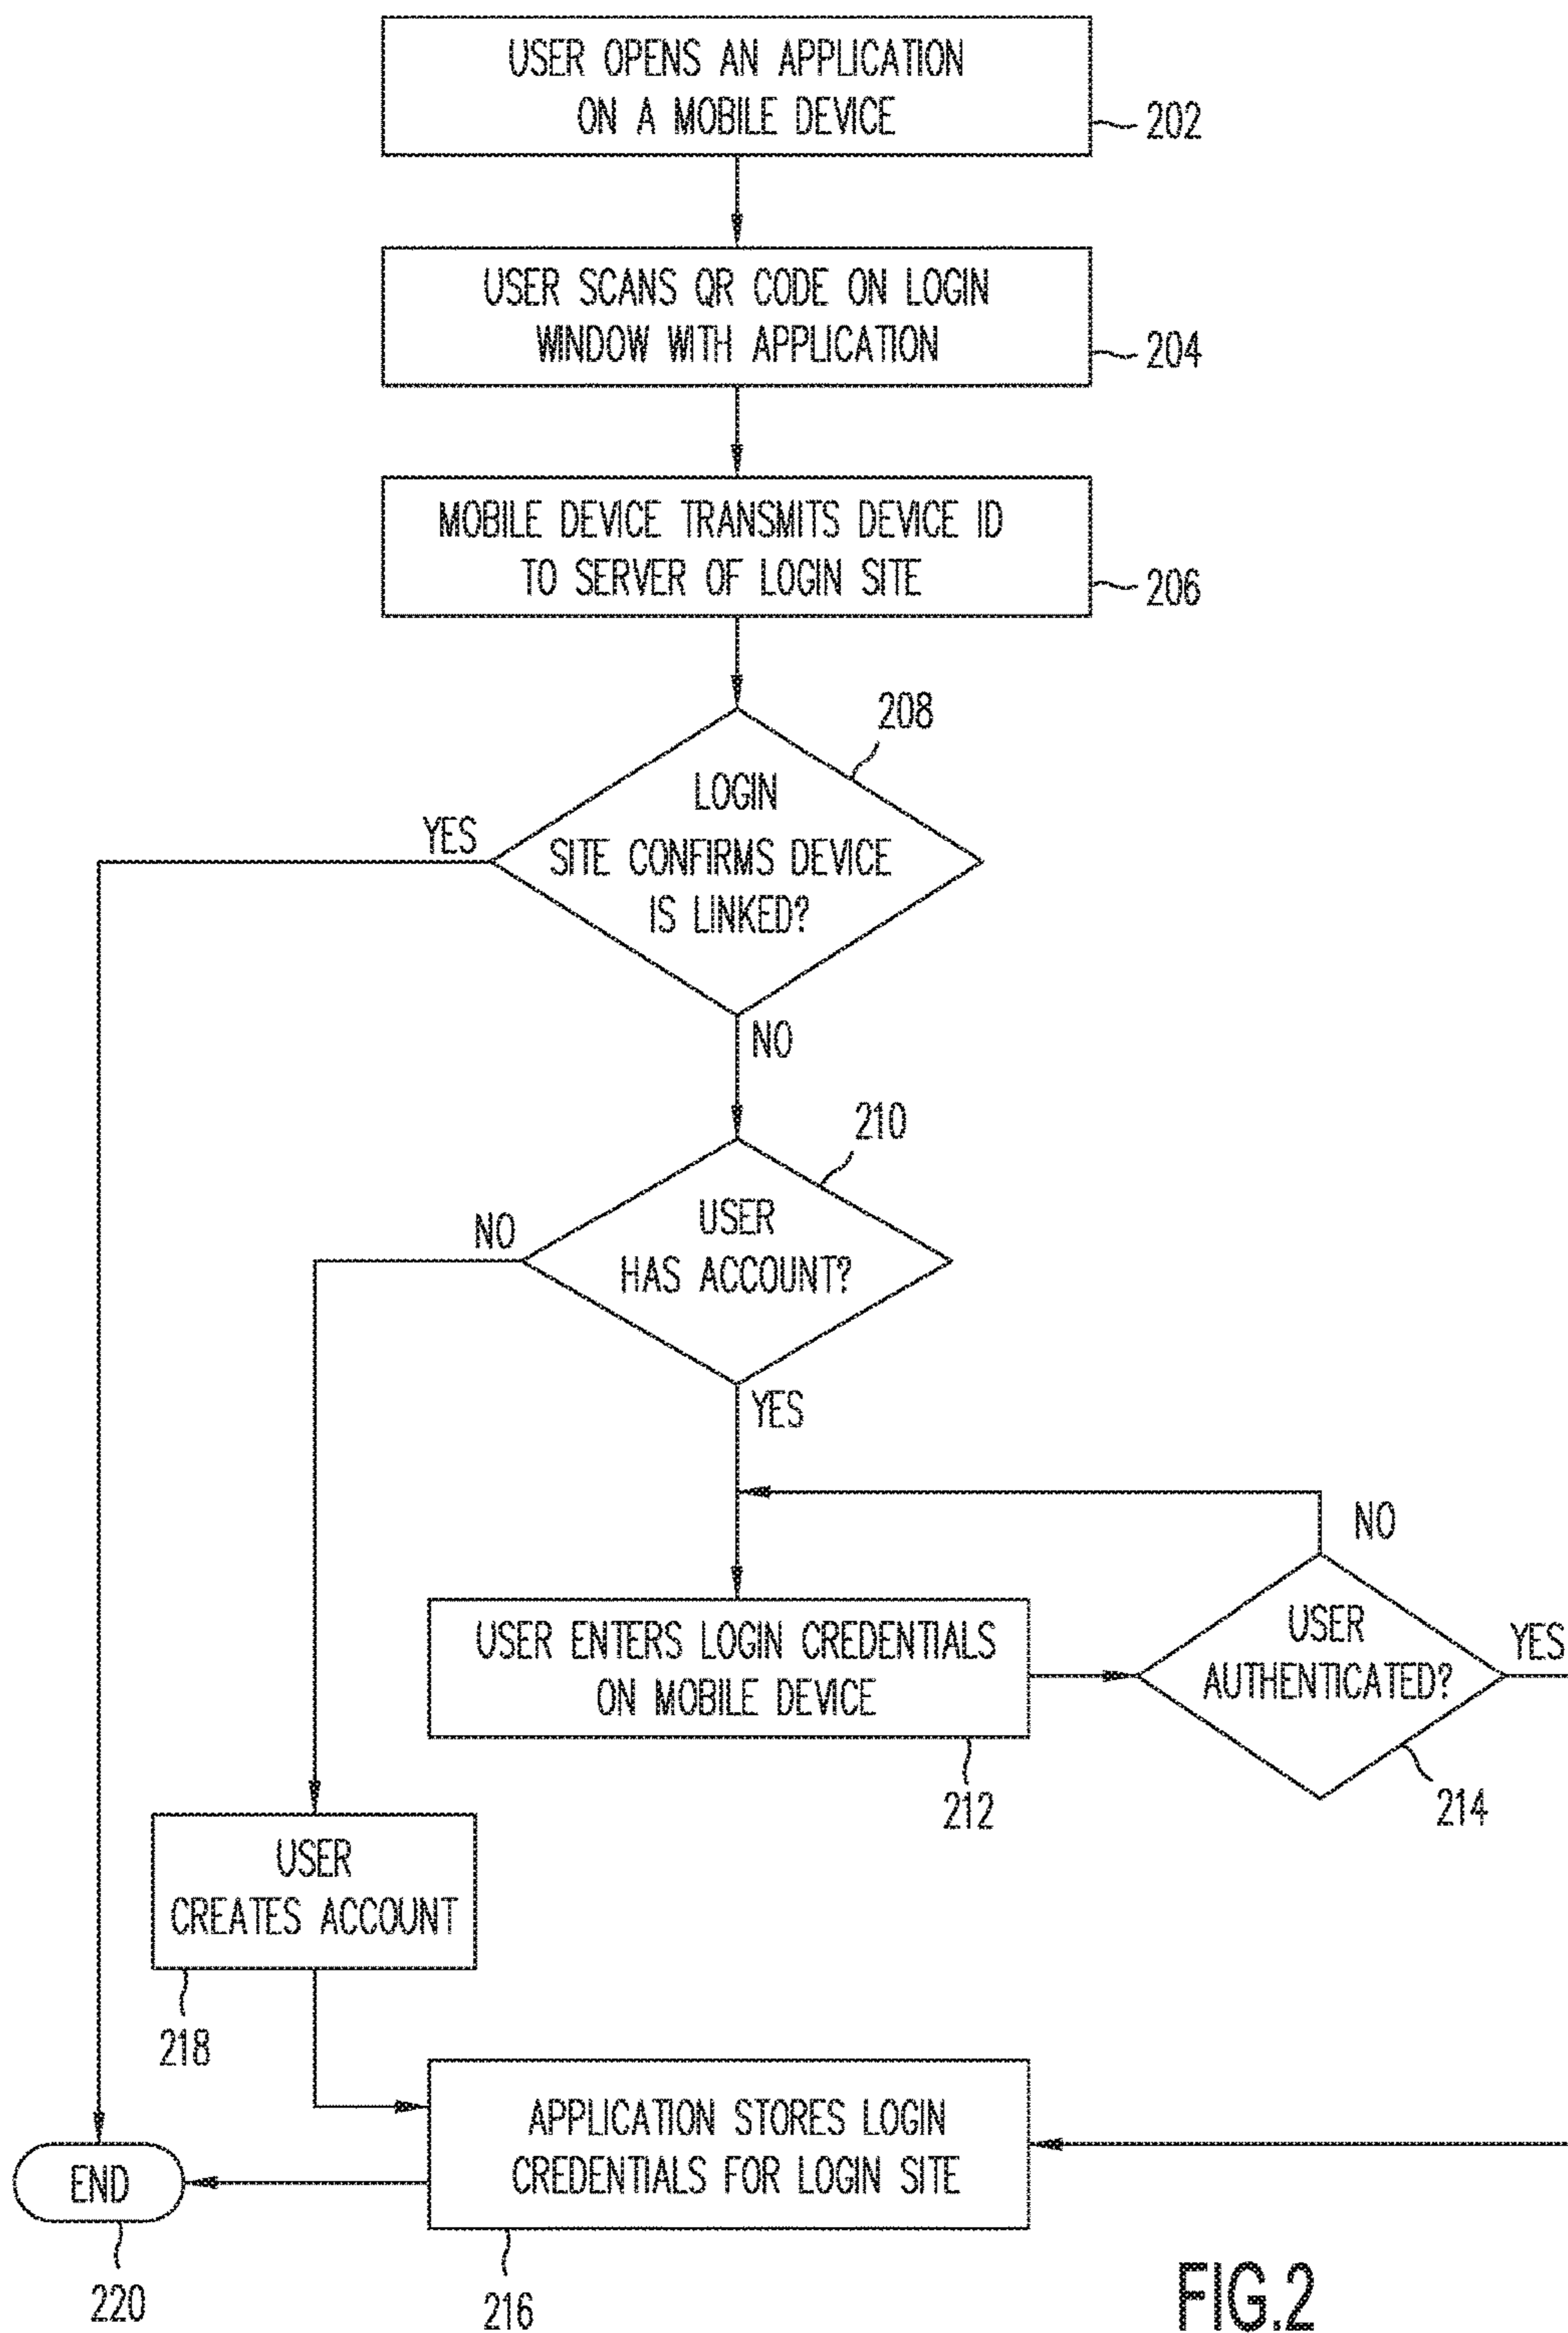 USER OPENS AN APPLICATION
ON A MOBILE DEVICE
202
USER SCANS QR CODE ON LOGIN
WINDOW WITH APPLICATION
204
MOBILE DEVICE TRANSMITS DEVICE ID
TO SERVER OF LOGIN SITE
206
208
LOGIN
SITE CONFIRMS DEVICE
IS LINKED?
YES
NO
210
USER
HAS ACCOUNT?
NO
YES
NO
USER ENTERS LOGIN CREDENTIALS
ON MOBILE DEVICE
212
USER
AUTHENTICATED?
YES
214
USER
CREATES ACCOUNT
218
APPLICATION STORES LOGIN
CREDENTIALS FOR LOGIN SITE
216
END
220
FIG.2